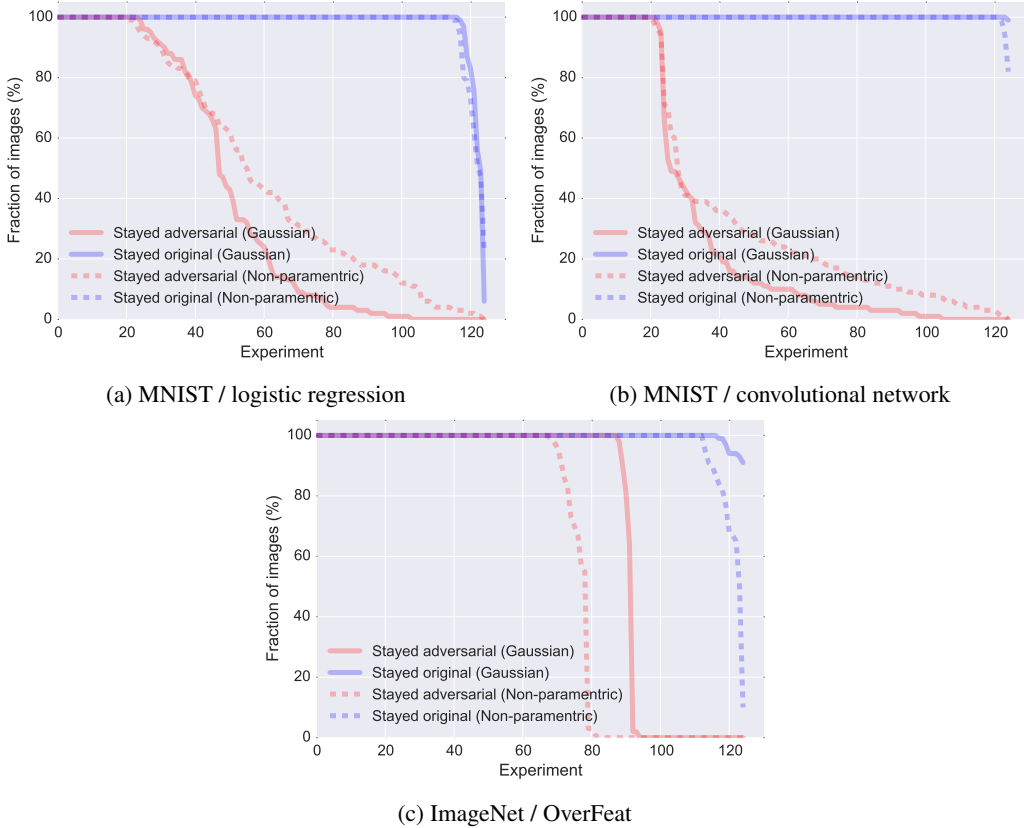 100
80
60
40
20
0
Fraction of images (%)
Stayed adversarial (Gaussian)
Stayed original (Gaussian)
Stayed adversarial (Non-paramentric)
Stayed original (Non-paramentric)
0 20 40 60 80 100 120
Experiment
(a) MNIST / logistic regression
100
80
60
40
20
0
Fraction of images (%)
Stayed adversarial (Gaussian)
Stayed original (Gaussian)
Stayed adversarial (Non-paramentric)
Stayed original (Non-paramentric)
0 20 40 60 80 100 120
Experiment
(b) MNIST / convolutional network
100
80
60
40
20
0
Fraction of images (%)
Stayed adversarial (Gaussian)
Stayed original (Gaussian)
Stayed adversarial (Non-paramentric)
Stayed original (Non-paramentric)
0 20 40 60 80 100 120
Experiment
(c) ImageNet / OverFeat